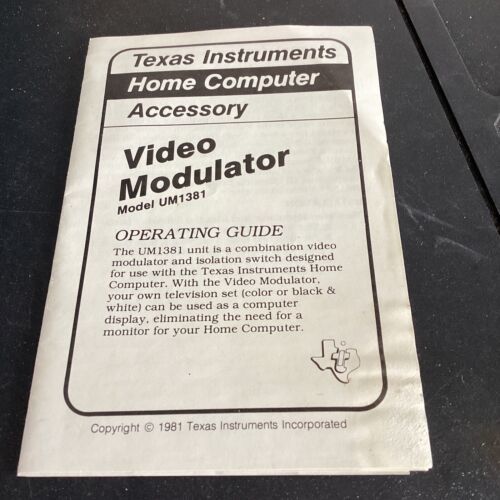 Texas Instruments
Home Computer
Accessory
Video
Modulator
Model UM1381
OPERATING GUIDE
The UM1381 unit is a combination video
modulator and isolation switch designed
for use with the Texas Instruments Home
Computer. With the Video Modulator,
your own television set (color or black &
white) can be used as a computer
display, eliminating the need for a
monitor for your Home Computer.
Copyright © 1981 Texas Instruments Incorporated